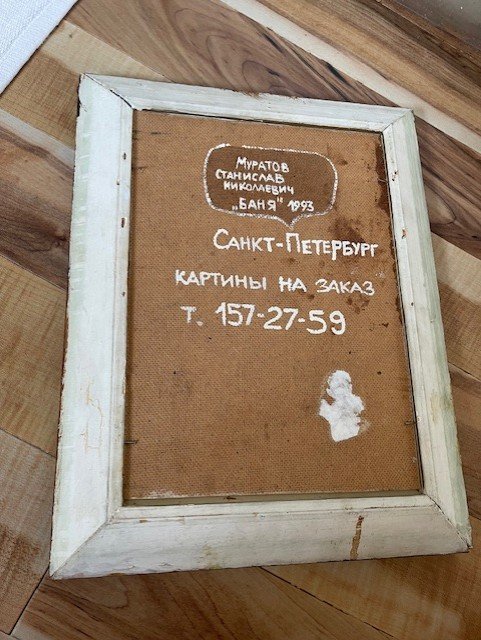 МУРАТОВ
СТАНИСЛАВ
НИКОЛАЕВИЧ
„БАНЯ" 1993
САНКТ-ПЕТЕРБУРГ
КАРТИНЫ НА ЗАКАЗ
Т. 157-27-59